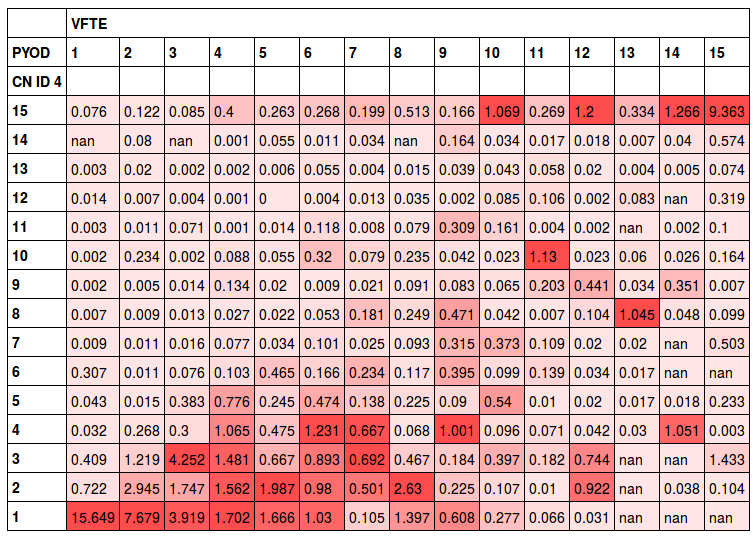 VFTE
PYOD 1 2 3 4 5 6 7 8 9 10 11 12 13 14 15
CN ID 4
15 0.076 0.122 0.085 0.4 0.263 0.268 0.199 0.513 0.166 1.069 0.269 1.2 0.334 1.266 9.363
14 nan 0.08 nan 0.001 0.055 0.011 0.034 nan 0.164 0.034 0.017 0.018 0.007 0.04 0.574
13 0.003 0.02 0.002 0.002 0.006 0.055 0.004 0.015 0.039 0.043 0.058 0.02 0.004 0.005 0.074
12 0.014 0.007 0.004 0.001 0 0.004 0.013 0.035 0.002 0.085 0.106 0.002 0.083 nan 0.319
11 0.003 0.011 0.071 0.001 0.014 0.118 0.008 0.079 0.309 0.161 0.004 0.002 nan 0.002 0.1
10 0.002 0.234 0.002 0.088 0.055 0.32 0.079 0.235 0.042 0.023 1.13 0.023 0.06 0.026 0.164
9 0.002 0.005 0.014 0.134 0.02 0.009 0.021 0.091 0.083 0.065 0.203 0.441 0.034 0.351 0.007
8 0.007 0.009 0.013 0.027 0.022 0.053 0.181 0.249 0.471 0.042 0.007 0.104 1.045 0.048 0.099
7 0.009 0.011 0.016 0.077 0.034 0.101 0.025 0.093 0.315 0.373 0.109 0.02 0.02 nan 0.503
6 0.307 0.011 0.076 0.103 0.465 0.166 0.234 0.117 0.395 0.099 0.139 0.034 0.017 nan nan
5 0.043 0.015 0.383 0.776 0.245 0.474 0.138 0.225 0.09 0.54 0.01 0.02 0.017 0.018 0.233
4 0.032 0.268 0.3 1.065 0.475 1.231 0.667 0.068 1.001 0.096 0.071 0.042 0.03 1.051 0.003
3 0.409 1.219 4.252 1.481 0.667 0.893 0.692 0.467 0.184 0.397 0.182 0.744 nan nan 1.433
2 0.722 2.945 1.747 1.562 1.987 0.98 0.501 2.63 0.225 0.107 0.01 0.922 nan 0.038 0.104
1 15.649 7.679 3.919 1.702 1.666 1.03 0.105 1.397 0.608 0.277 0.066 0.031 nan nan nan